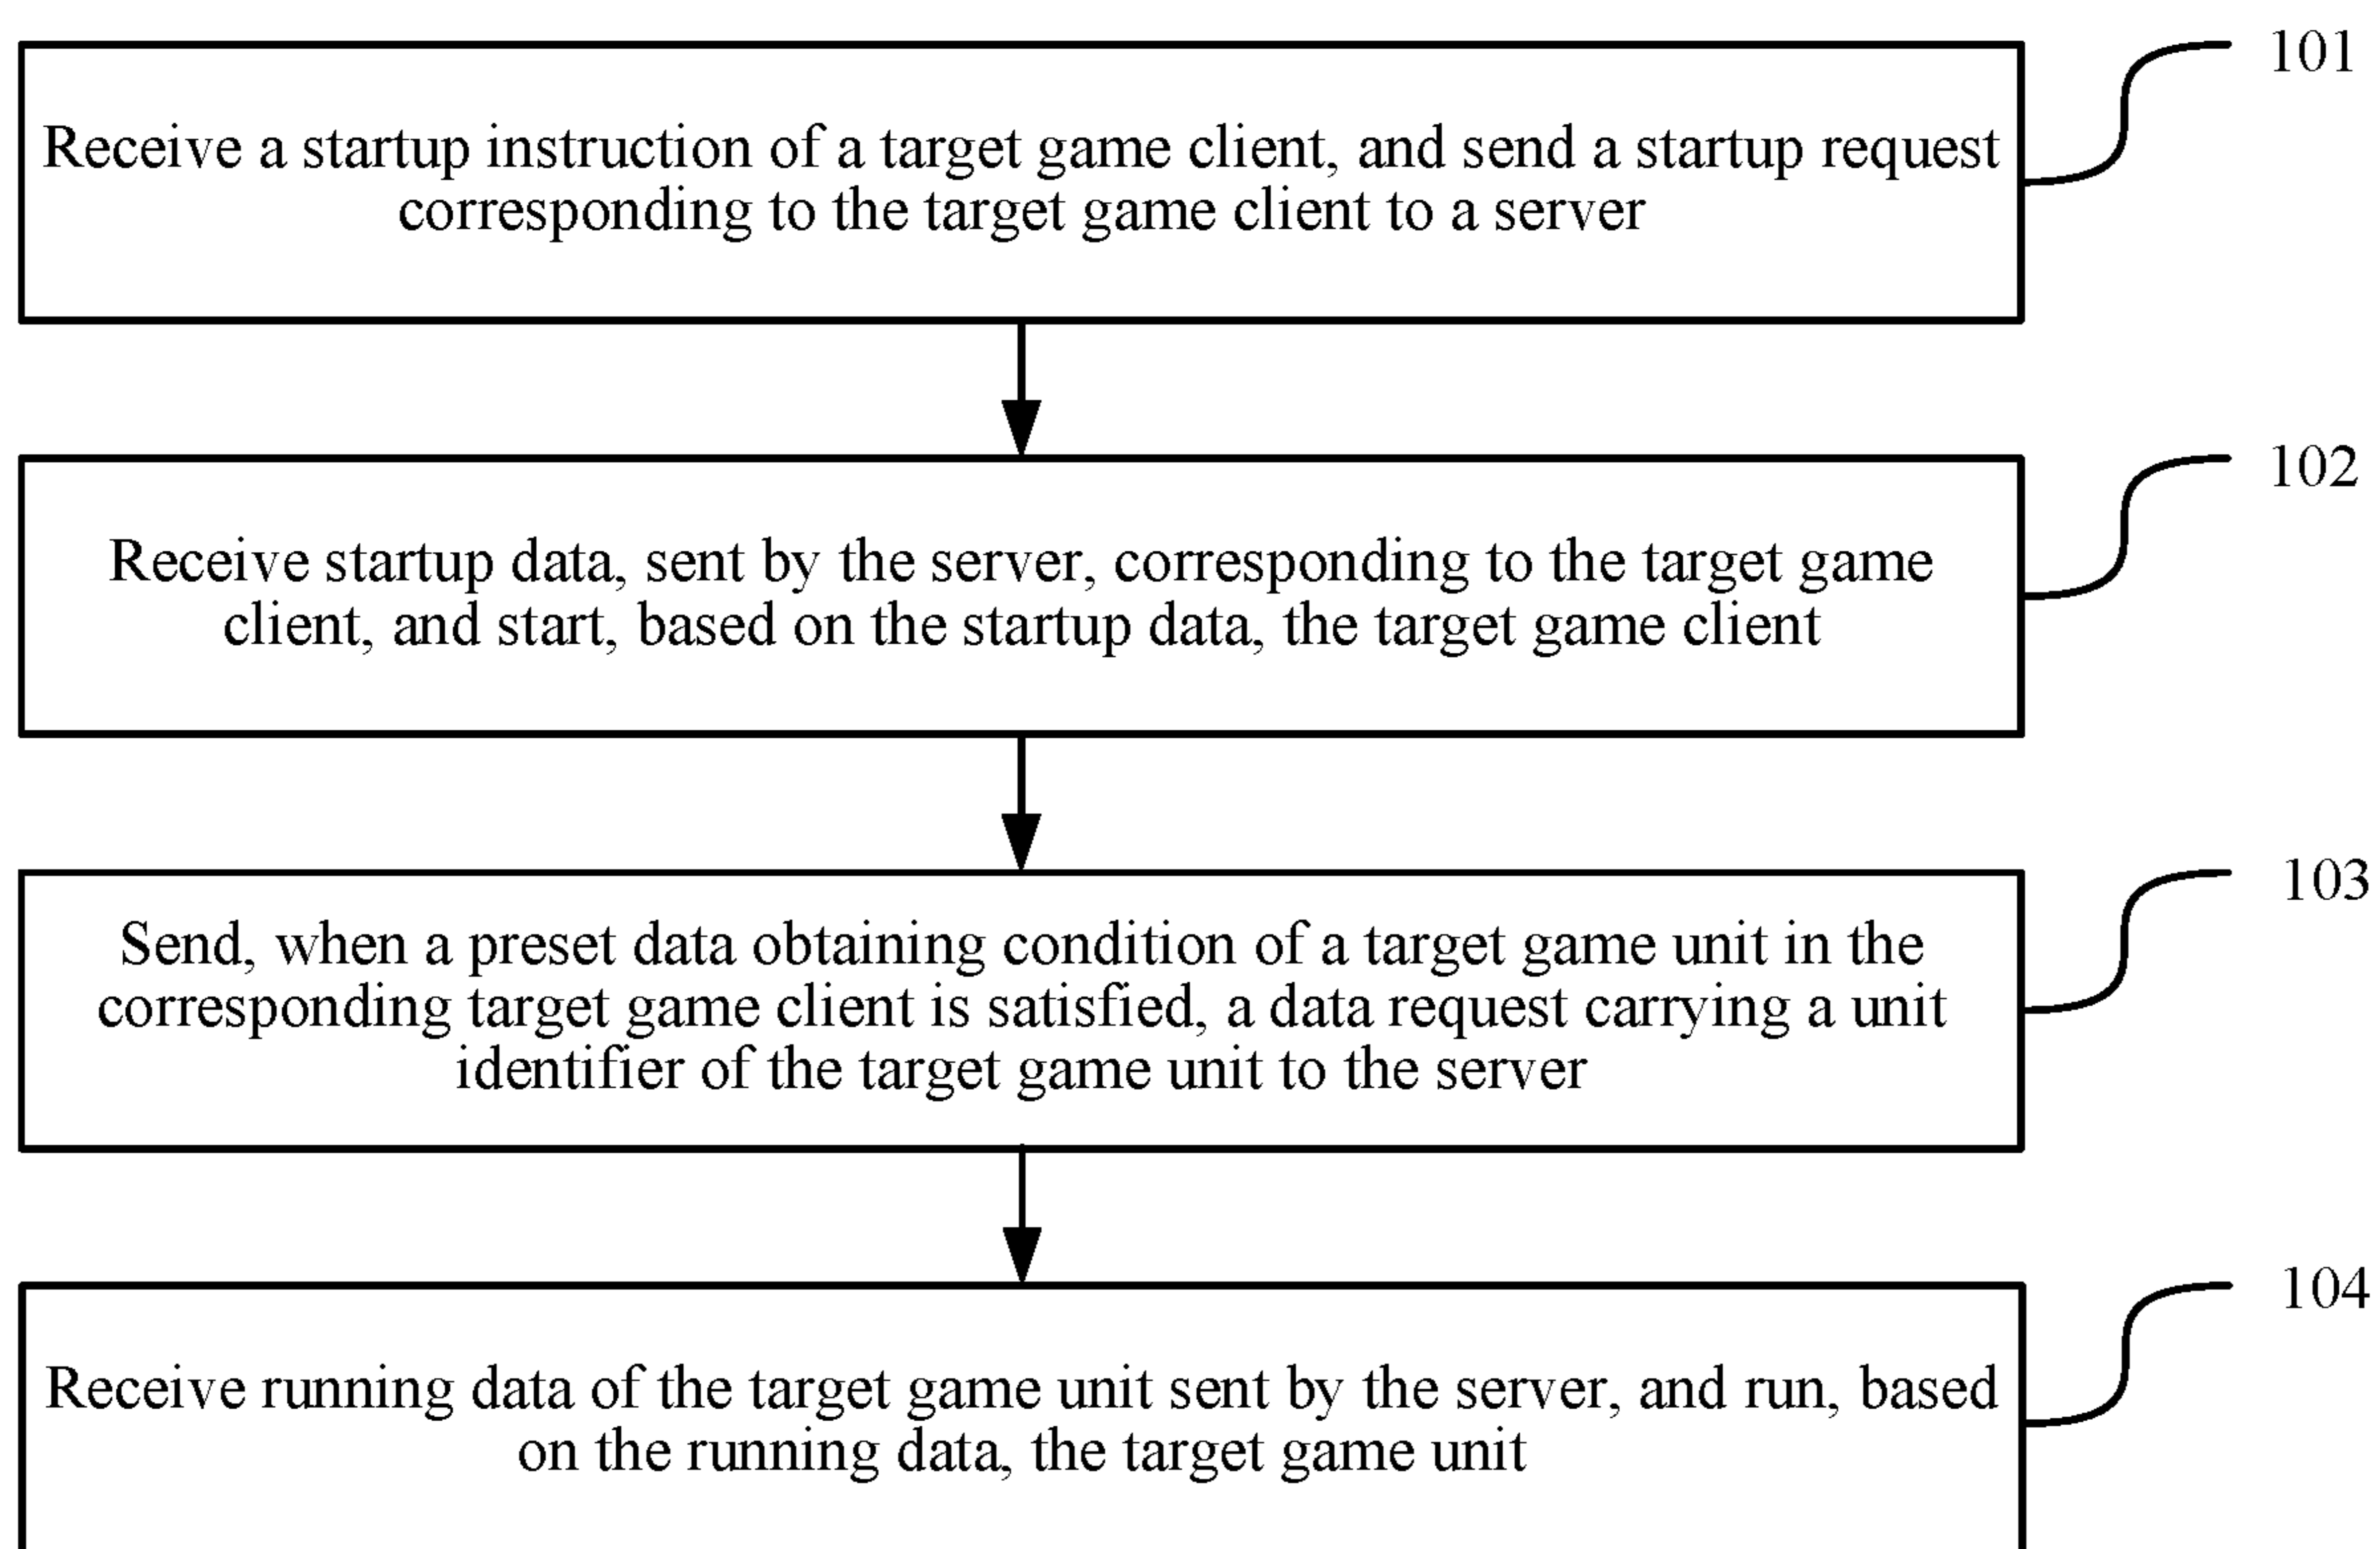 101
Receive a startup instruction of a target game client, and send a startup request
corresponding to the target game client to a server
102
Receive startup data, sent by the server, corresponding to the target game
client, and start, based on the startup data, the target game client
103
Send, when a preset data obtaining condition of a target game unit in the
corresponding target game client is satisfied, a data request carrying a unit
identifier of the target game unit to the server
104
Receive running data of the target game unit sent by the server, and run, based
on the running data, the target game unit